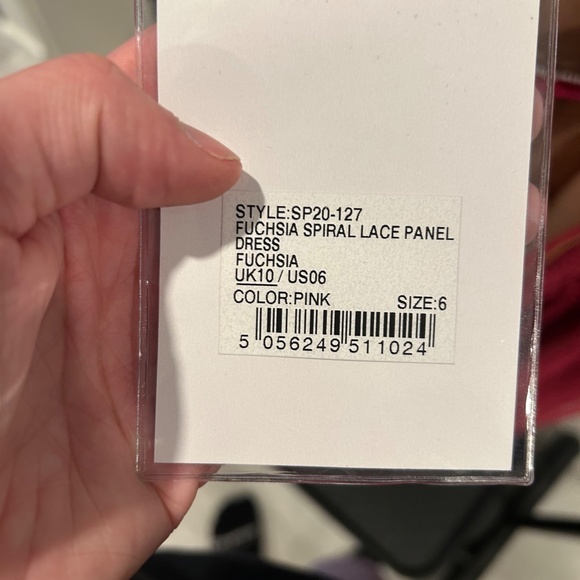 STYLE:SP20-127
FUCHSIA SPIRAL LACE PANEL
DRESS
FUCHSIA
UK10 / US06
COLOR:PINK SIZE:6
5 056249 511024